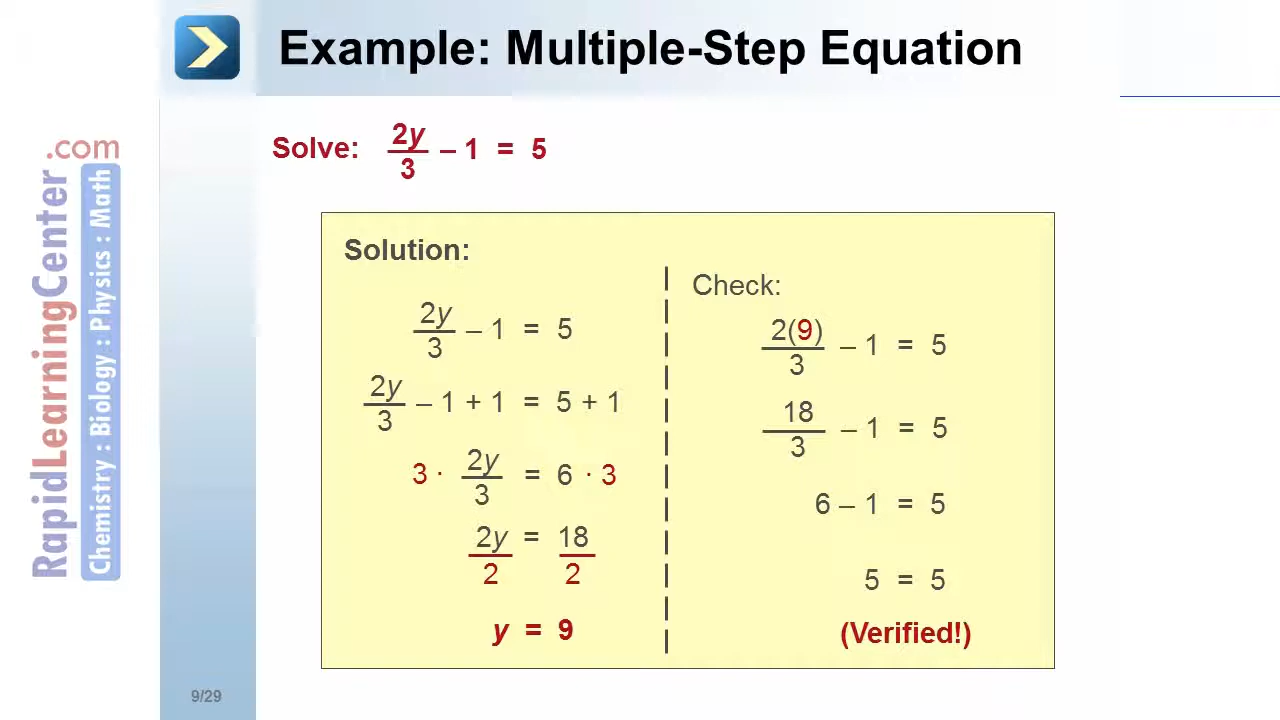 Example: Multiple-Step Equation
RapidLearningCenter.com
Chemistry : Biology : Physics : Math
Solve: 2y/3 – 1 = 5
Solution:
2y/3 – 1 = 5
2y/3 – 1 + 1 = 5 + 1
3 · 2y/3 = 6 · 3
2y/2 = 18/2
y = 9
Check:
2(9)/3 – 1 = 5
18/3 – 1 = 5
6 – 1 = 5
5 = 5
(Verified!)
9/29